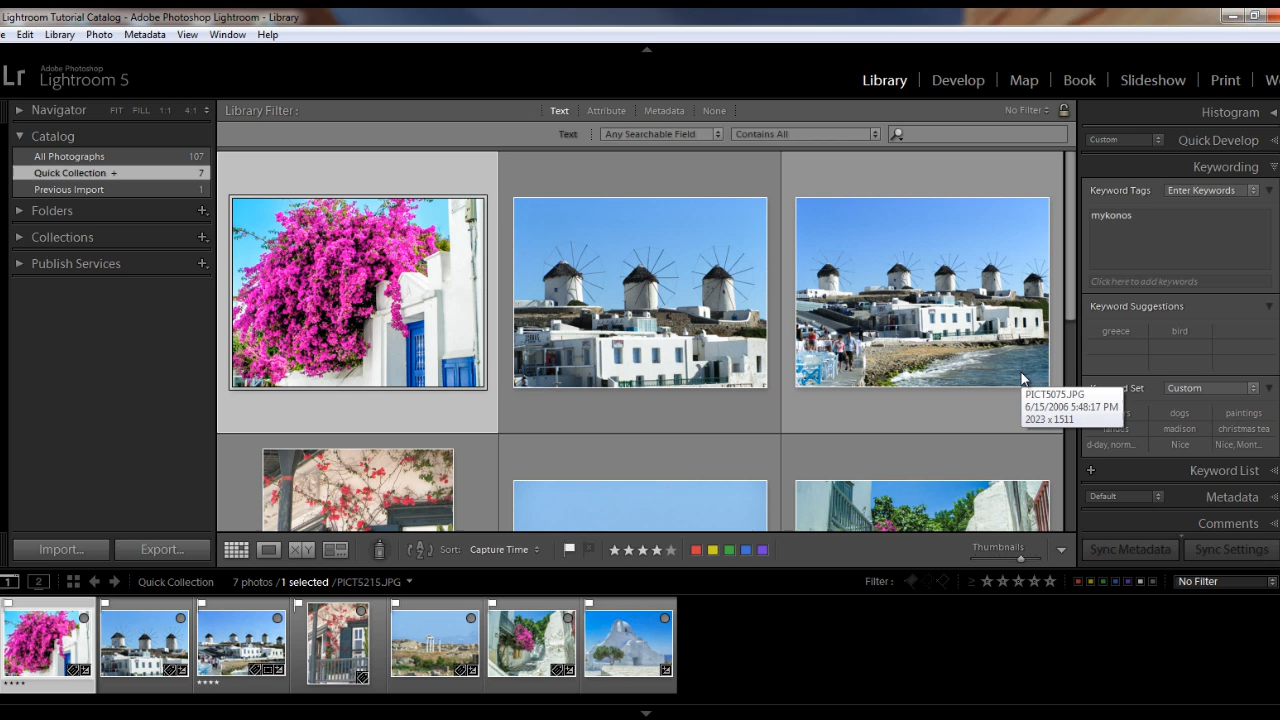 Lightroom Tutorial Catalog - Adobe Photoshop Lightroom - Library
e Edit Library Photo Metadata View Window Help
Lr Adobe Photoshop Lightroom 5
Library | Develop | Map | Book | Slideshow | Print | W
Navigator FIT FILL 1:1 4:1
Library Filter : Text Attribute Metadata None No Filter
Histogram
Catalog
Text Any Searchable Field Contains All
Custom Quick Develop
All Photographs 107
Quick Collection + 7
Previous Import 1
Keywording
Keyword Tags Enter Keywords
mykonos
Folders
Collections
Publish Services
Click here to add keywords
Keyword Suggestions
greece bird
Set Custom
PICT5075.JPG
6/15/2006 5:48:17 PM
2023 x 1511
dogs paintings
madison christmas tea
d-day, norm... Nice Nice, Mont...
Keyword List
Default Metadata
Comments
Import... Export...
XY
Sort: Capture Time
Thumbnails
Sync Metadata Sync Settings
1 2 Quick Collection 7 photos / 1 selected / PICT5215.JPG
Filter : No Filter